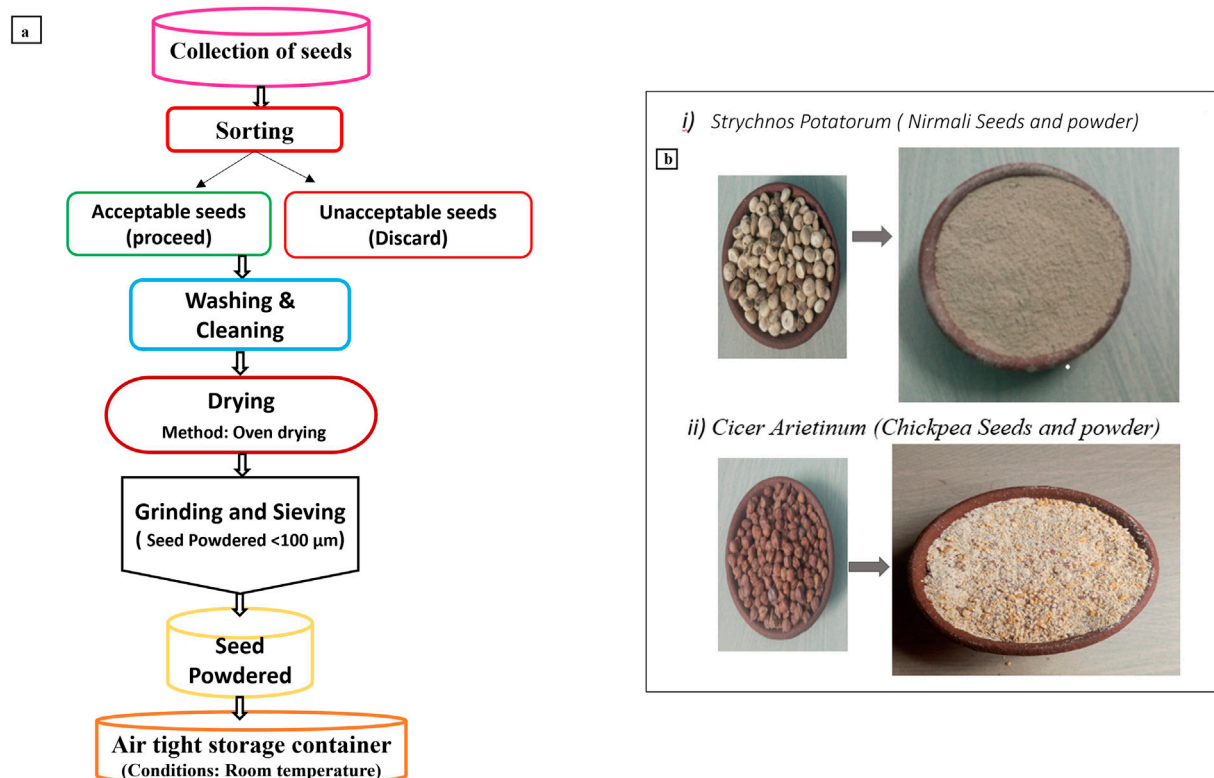 a
Collection of seeds
Sorting
Acceptable seeds
(proceed)
Unacceptable seeds
(Discard)
Washing &
Cleaning
Drying
Method: Oven drying
Grinding and Sieving
( Seed Powdered <100 µm)
Seed
Powdered
Air tight storage container
(Conditions: Room temperature)
i) Strychnos Potatorum ( Nirmali Seeds and powder)
b
ii) Cicer Arietinum (Chickpea Seeds and powder)